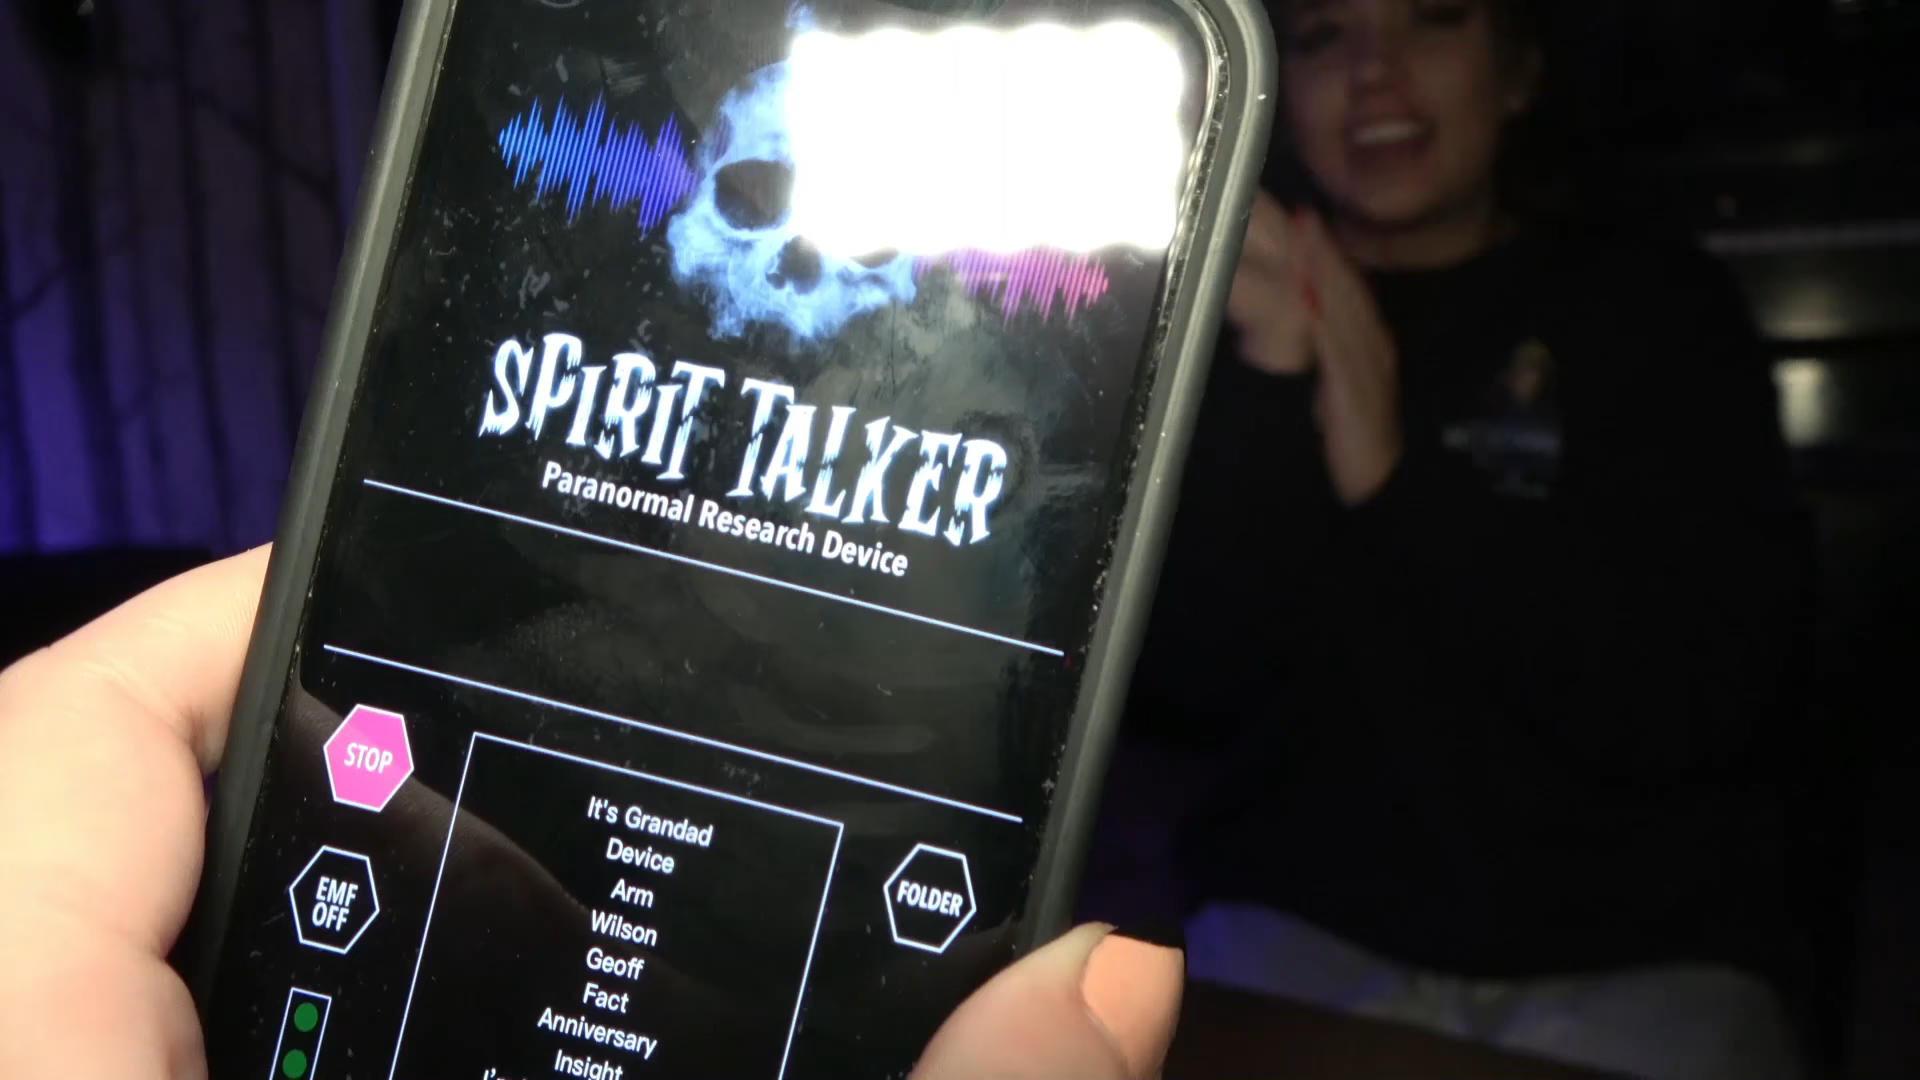 SPIRIT TALKER
Paranormal Research Device
STOP
It's Grandad
Device
Arm
Wilson
Geoff
Fact
Anniversary
Insight
EMF
OFF
FOLDER